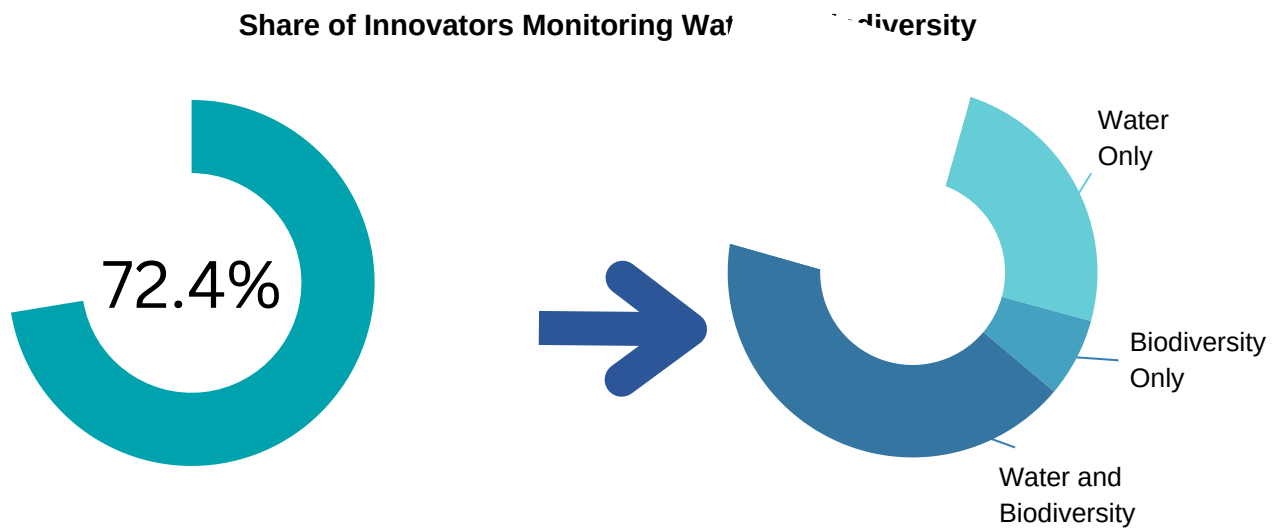 Share of Innovators Monitoring
72.4%
Water
Only
Biodiversity
Only
Water and
Biodiversity